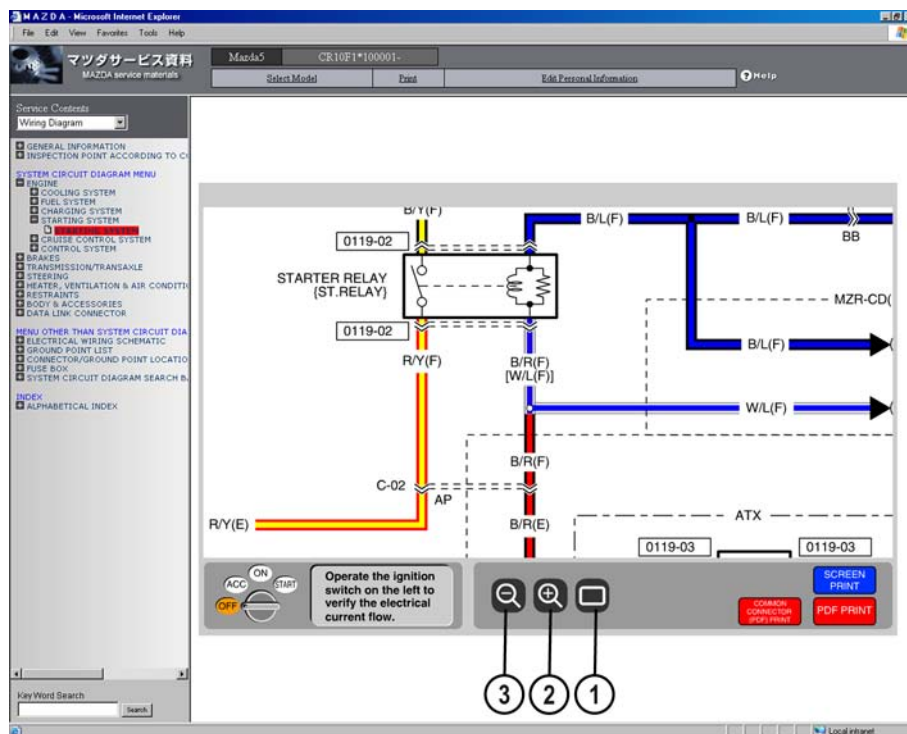 MAZDA - Microsoft Internet Explorer
File Edit View Favorites Tools Help
マツダサービス資料
MAZDA service materials
Mazda5 CR10F1*100001-
Select Model Print Edit Personal Information
? Help
Service Contents
Wiring Diagram
GENERAL INFORMATION
INSPECTION POINT ACCORDING TO C
SYSTEM CIRCUIT DIAGRAM MENU
ENGINE
COOLING SYSTEM
FUEL SYSTEM
CHARGING SYSTEM
STARTING SYSTEM
STARTING SYSTEM
CRUISE CONTROL SYSTEM
CONTROL SYSTEM
BRAKES
TRANSMISSION/TRANSAXLE
STEERING
HEATER, VENTILATION & AIR CONDITI
RESTRAINTS
BODY & ACCESSORIES
DATA LINK CONNECTOR
MENU OTHER THAN SYSTEM CIRCUIT DIA
ELECTRICAL WIRING SCHEMATIC
GROUND POINT LIST
CONNECTOR/GROUND POINT LOCATIO
FUSE BOX
SYSTEM CIRCUIT DIAGRAM SEARCH B
INDEX
ALPHABETICAL INDEX
Key Word Search
Search
B/Y(F)
B/L(F) B/L(F)
BB
0119-02
STARTER RELAY
{ST.RELAY}
MZR-CD(
0119-02
B/L(F)
R/Y(F)
B/R(F)
[W/L(F)]
W/L(F)
B/R(F)
C-02
AP
R/Y(E)
B/R(E)
ATX
0119-03 0119-03
OFF ACC ON START
Operate the ignition
switch on the left to
verify the electrical
current flow.
SCREEN
PRINT
COMMON
CONNECTOR
(PDF) PRINT
PDF PRINT
3 2 1
Local intranet